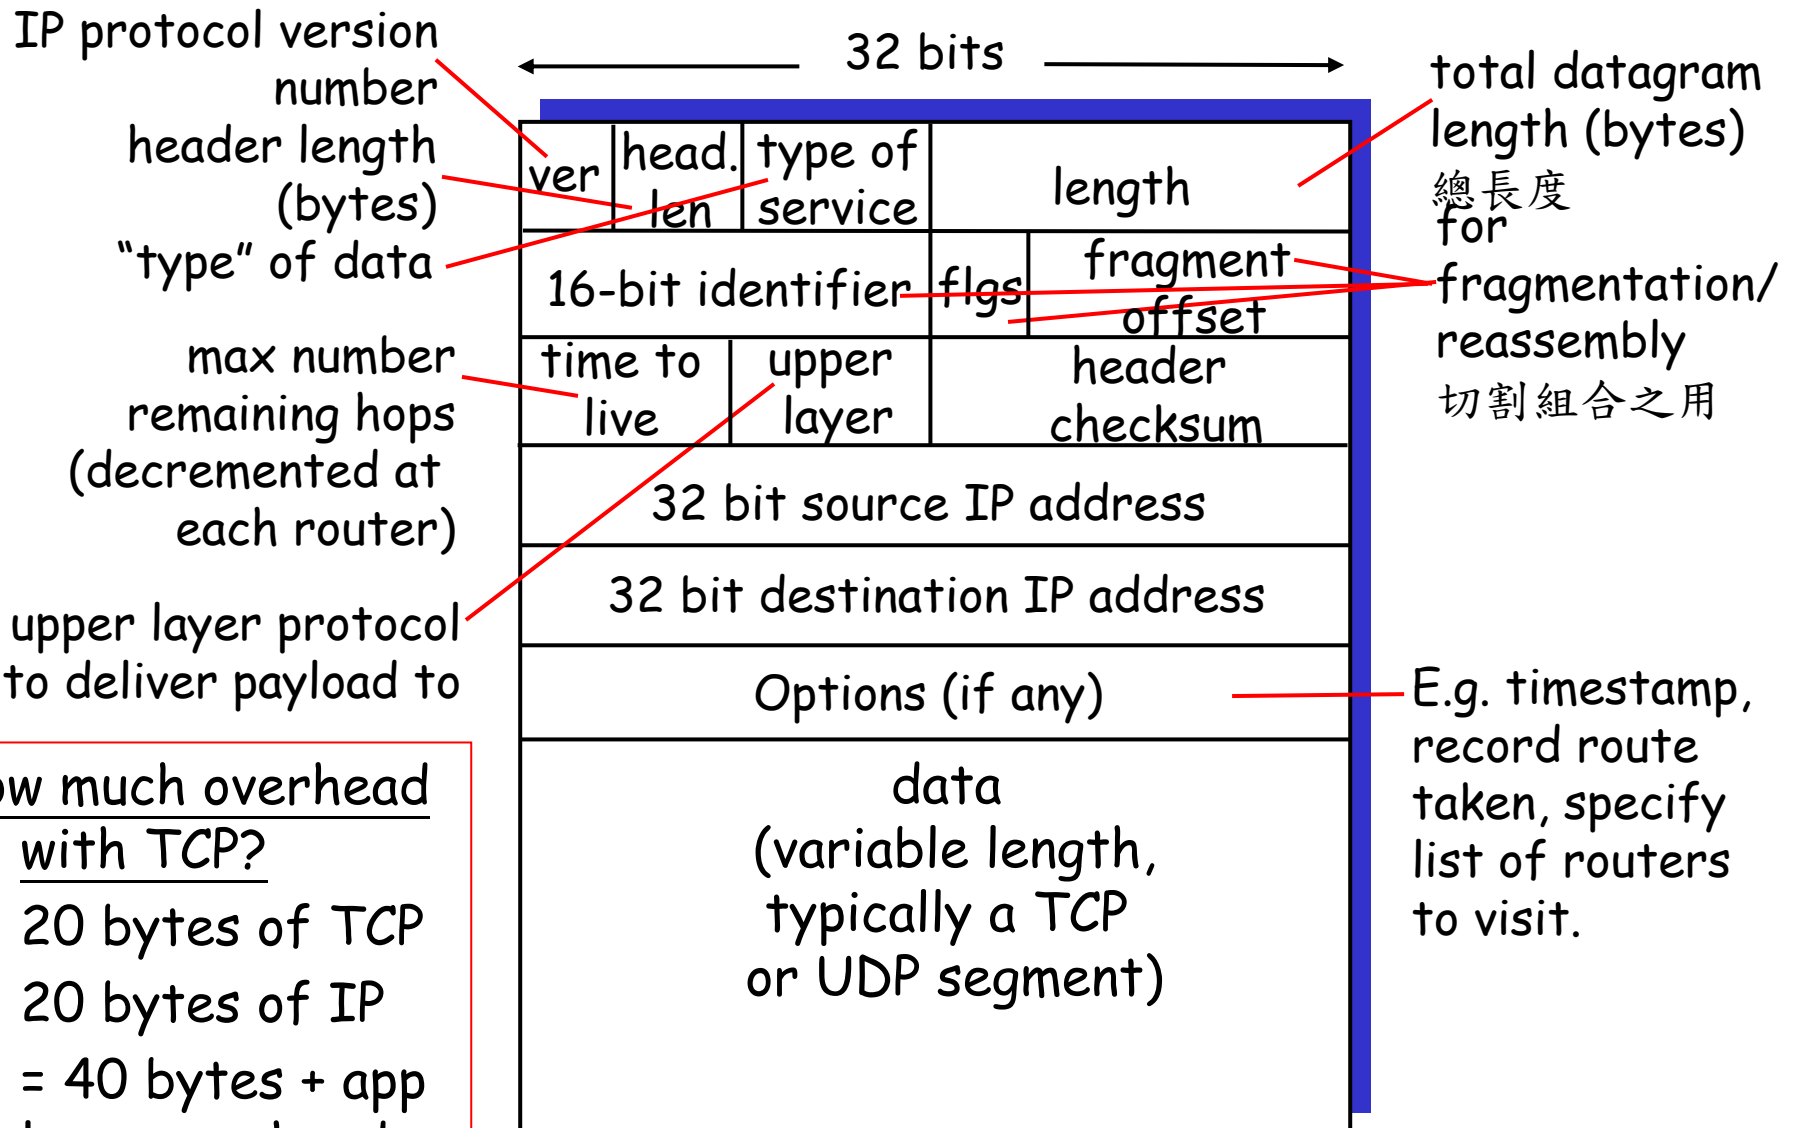 IP protocol version
number
header length
(bytes)
“type” of data
max number
remaining hops
(decremented at
each router)
upper layer protocol
to deliver payload to
much overhead
with TCP?
20 bytes of TCP
20 bytes of IP
= 40 bytes + app
32 bits
ver
head.
len
type of
service
length
16-bit identifier
flgs
fragment
offset
time to
live
upper
layer
header
checksum
32 bit source IP address
32 bit destination IP address
Options (if any)
data
(variable length,
typically a TCP
or UDP segment)
total datagram
length (bytes)
總長度
for
fragmentation/
reassembly
切割組合之用
E.g. timestamp,
record route
taken, specify
list of routers
to visit.